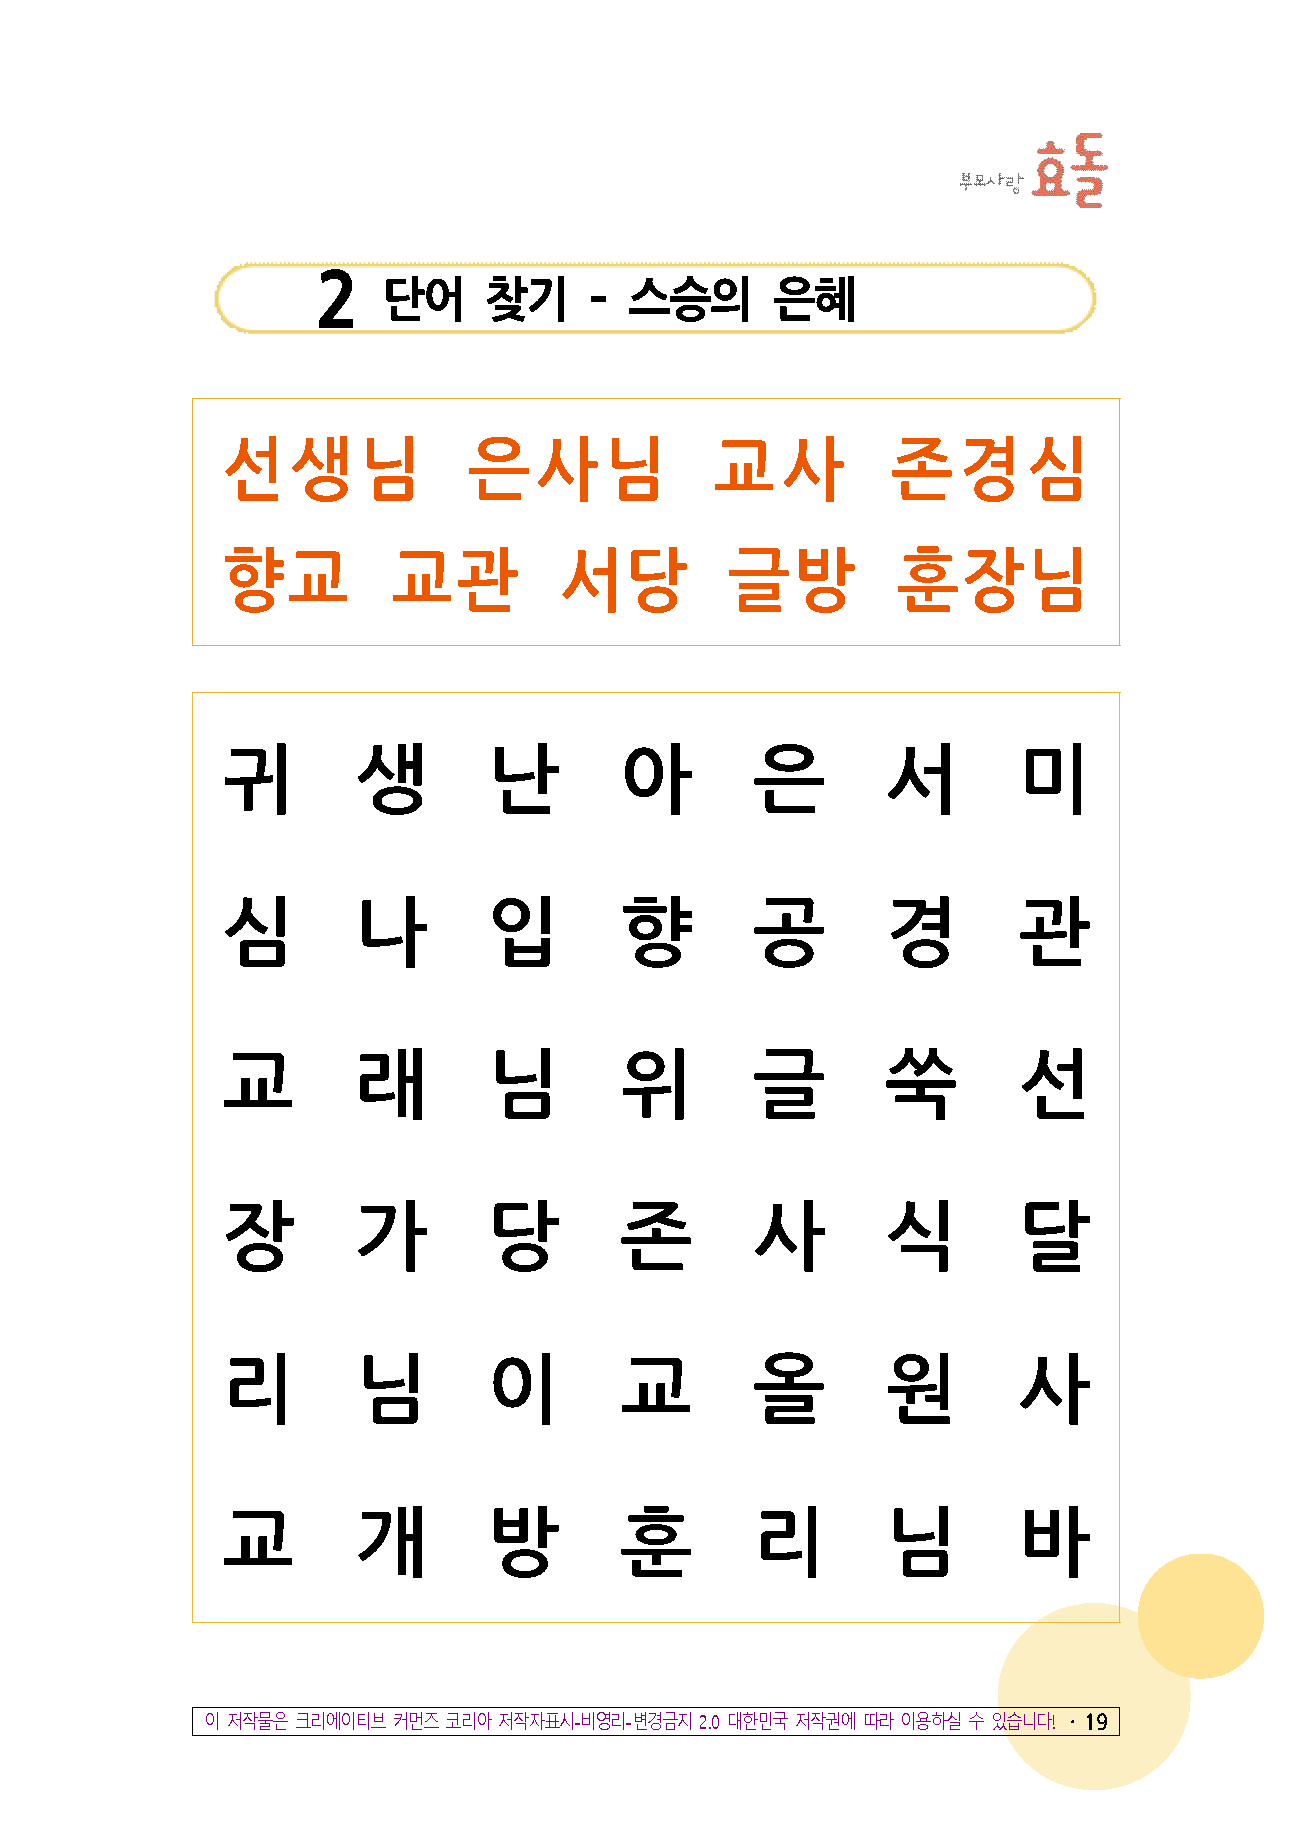 부모사랑 효돌
2 단어 찾기 - 스승의 은혜
선생님 은사님 교사 존경심
향교 교관 서당 글방 훈장님
귀 생 난 아 은 서 미
심 나 입 향 공 경 관
교 래 님 위 글 쑥 선
장 가 당 존 사 식 달
리 님 이 교 올 원 사
교 개 방 훈 리 님 바
이 저작물은 크리에이티브 커먼즈 코리아 저작자표시-비영리-변경금지 2.0 대한민국 저작권에 따라 이용하실 수 있습니다! · 19